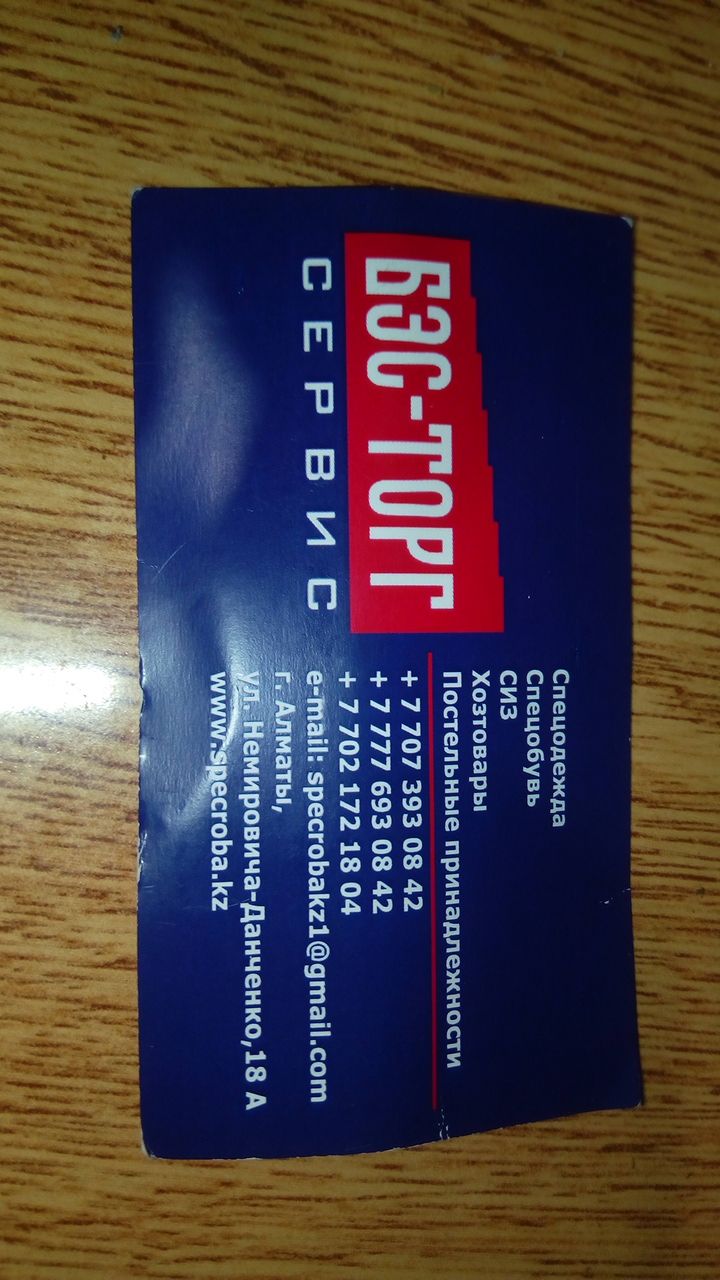 БЭС-ТОРГ
СЕРВИС
Спецодежда
Спецобувь
СИЗ
Хозтовары
Постельные принадлежности
+ 7 707 393 08 42
+ 7 777 693 08 42
+ 7 702 172 18 04
e-mail: specrobakz1@gmail.com
г. Алматы,
ул. Немировича-Данченко,18 А
www.specroba.kz